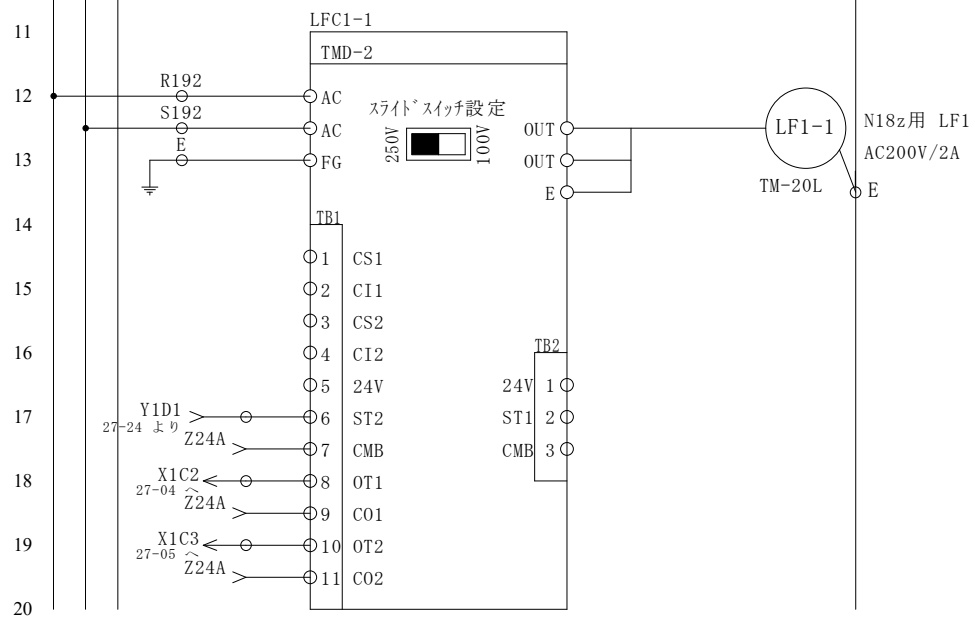 LFC1-1
11
TMD-2
R192
12
AC
スライドスイッチ設定
S192
AC
250V
100V
OUT
LF1-1
N18z用 LF1
E
13
FG
OUT
AC200V/2A
TM-20L
E
E
14
TB1
1 CS1
15
2 CI1
3 CS2
16
4 CI2
TB2
5 24V
24V 1
17
Y1D1
27-24 より
6 ST2
ST1 2
Z24A
7 CMB
CMB 3
18
X1C2
27-04 へ
8 OT1
Z24A
9 CO1
19
X1C3
27-05 へ
10 OT2
Z24A
11 CO2
20